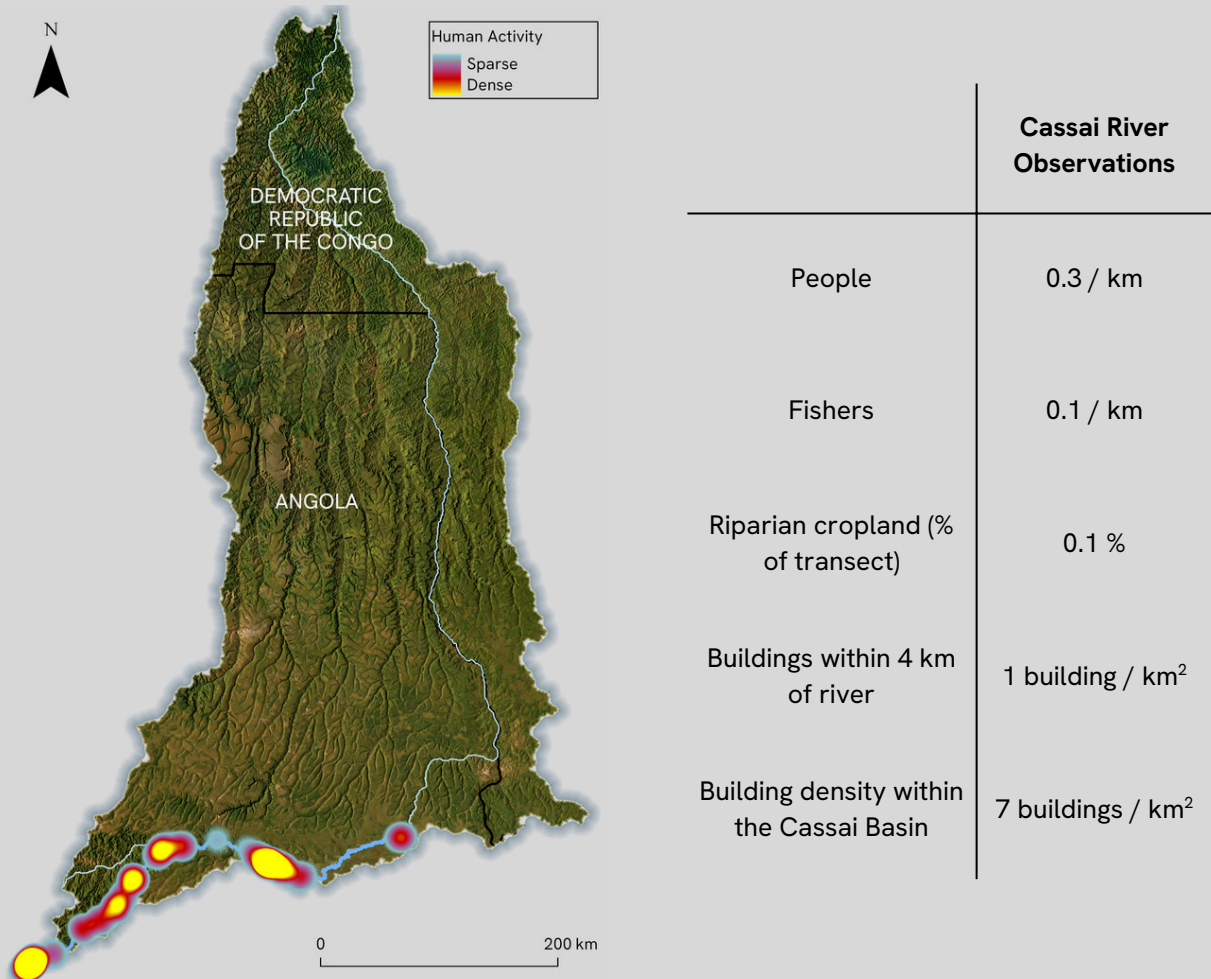 N
Human Activity
Sparse
Dense
DEMOCRATIC
REPUBLIC
OF THE CONGO
ANGOLA
0 200 km
Cassai River
Observations
People 0.3 / km
Fishers 0.1 / km
Riparian cropland (%
of transect) 0.1 %
Buildings within 4 km
of river 1 building / km²
Building density within
the Cassai Basin 7 buildings / km²